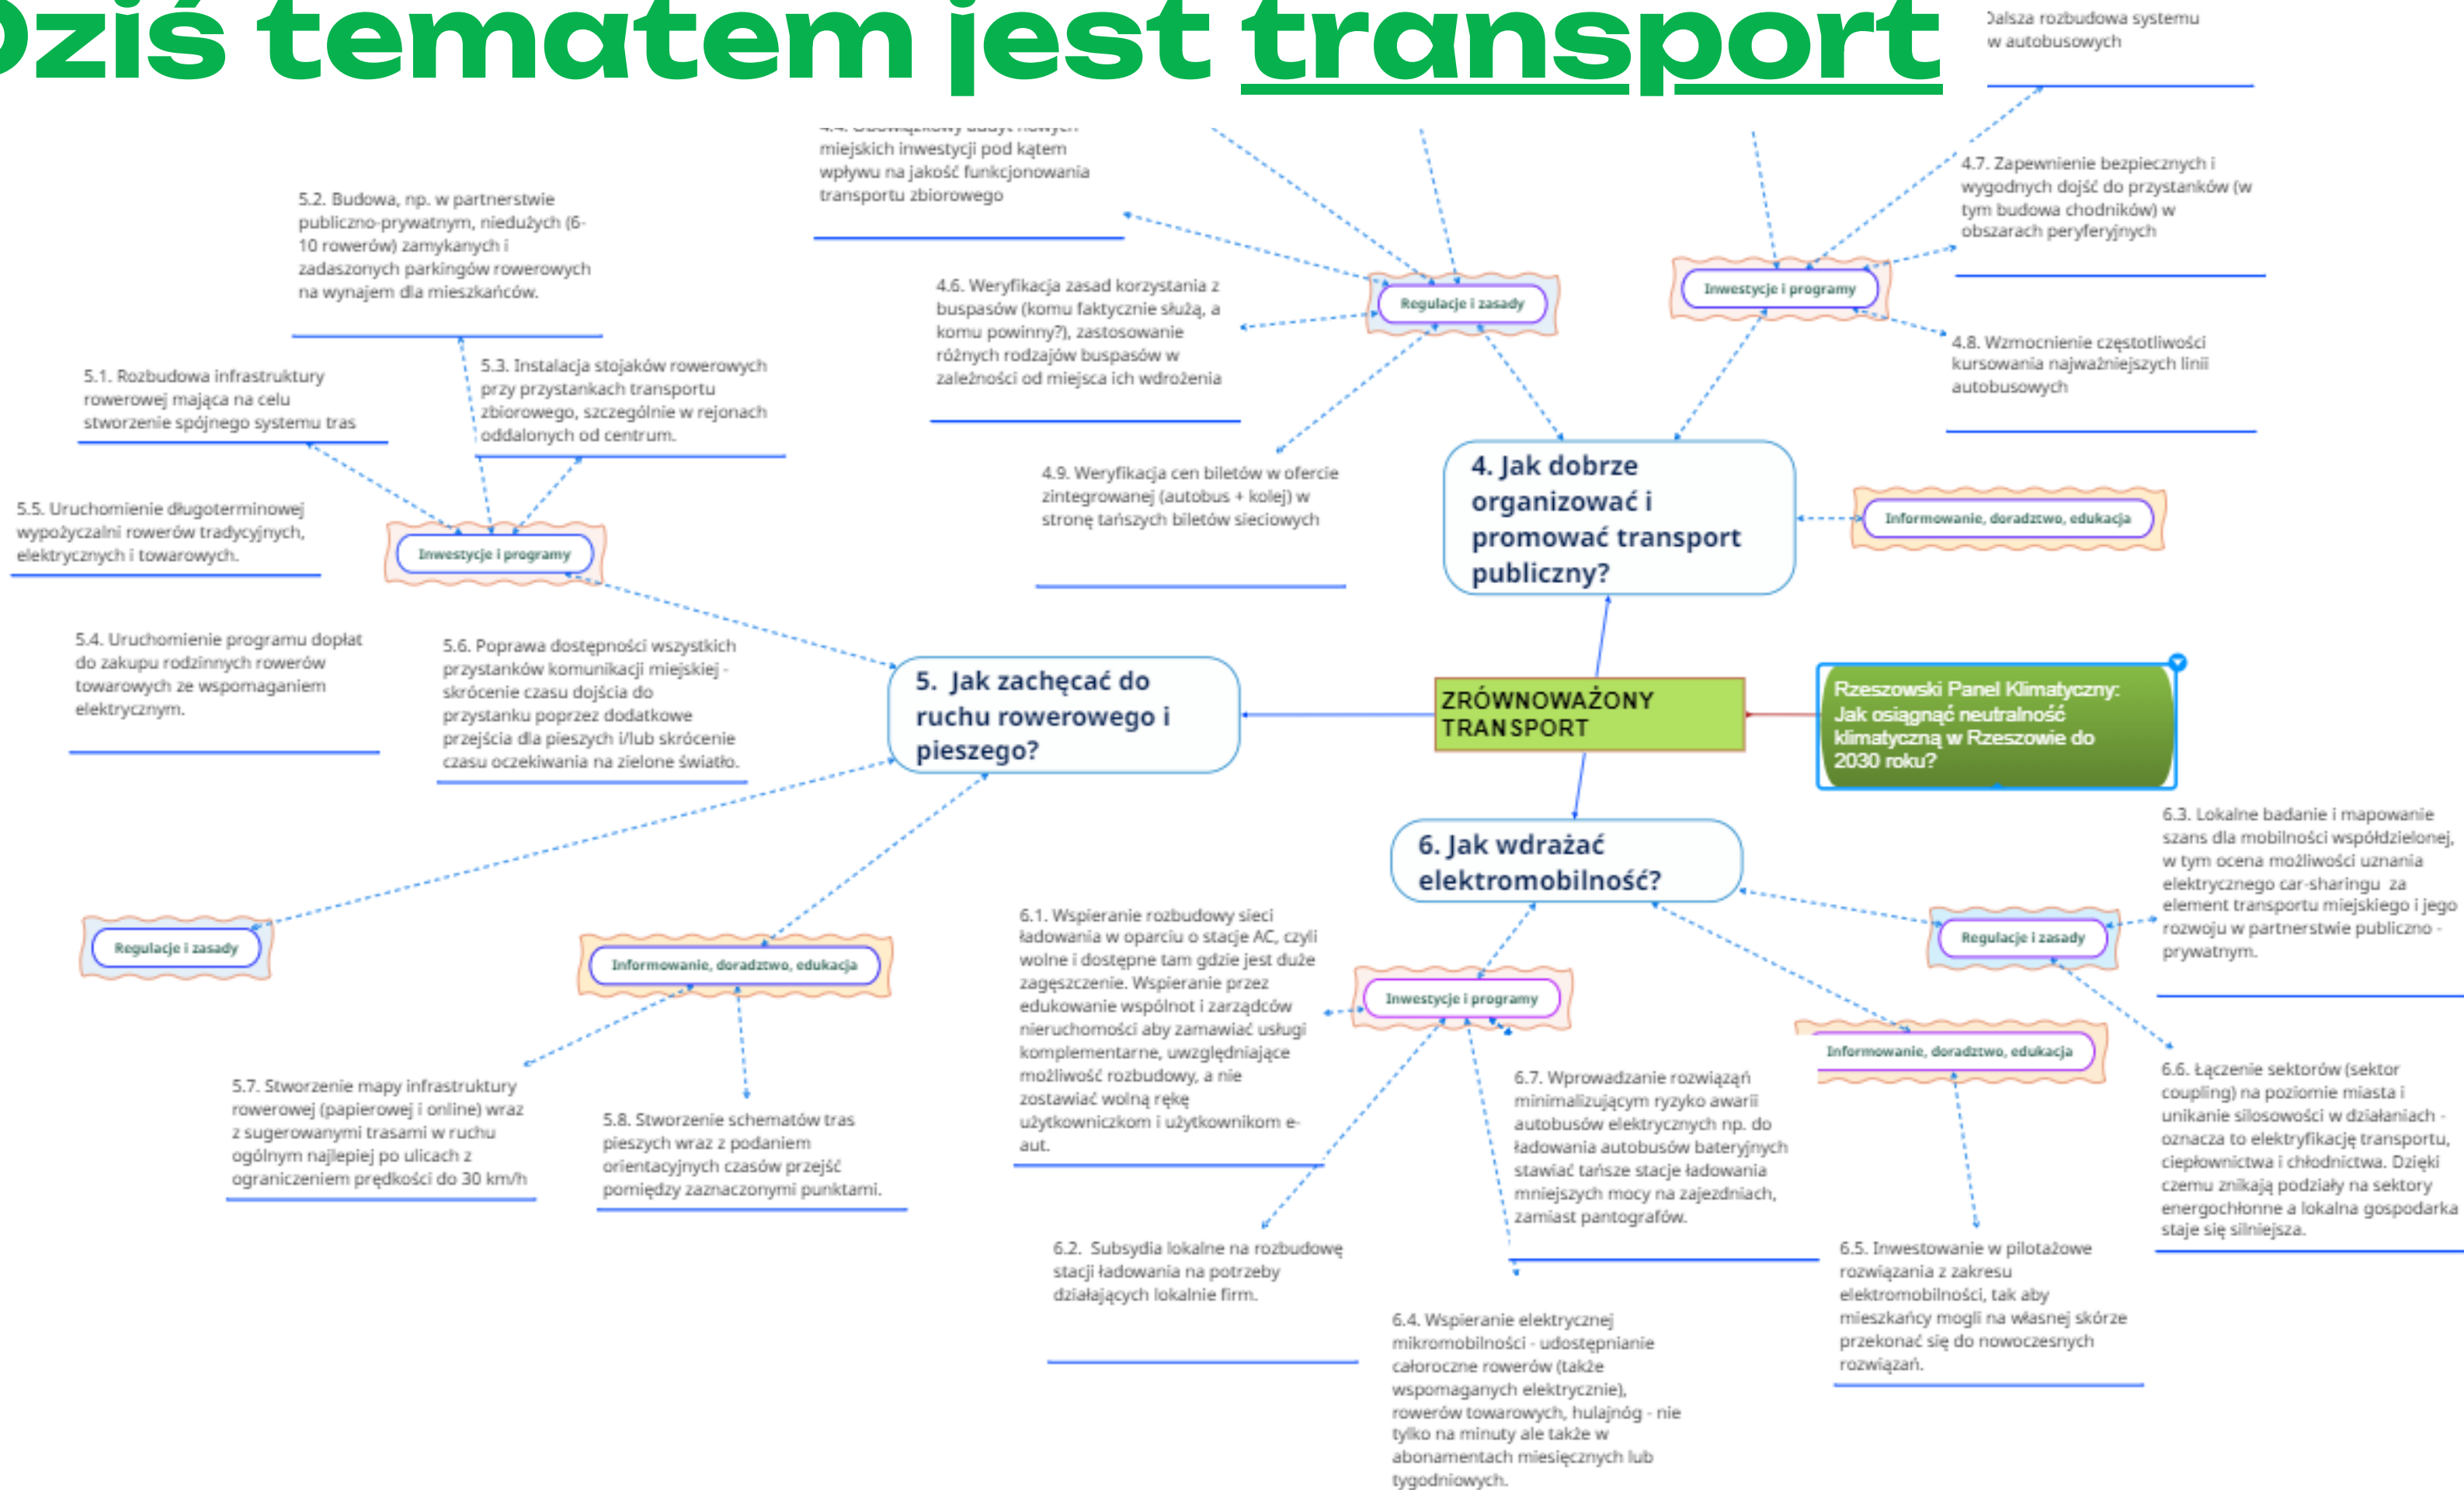 Dziś tematem jest transport
Dalsza rozbudowa systemu
w autobusowych
miejskich inwestycji pod kątem
wpływu na jakość funkcjonowania
transportu zbiorowego
4.7. Zapewnienie bezpiecznych i
wygodnych dojść do przystanków (w
tym budowa chodników) w
obszarach peryferyjnych
5.2. Budowa, np. w partnerstwie
publiczno-prywatnym, niedużych (6-
10 rowerów) zamykanych i
zadaszonych parkingów rowerowych
na wynajem dla mieszkańców.
4.6. Weryfikacja zasad korzystania z
buspasów (komu faktycznie służą, a
komu powinny?), zastosowanie
różnych rodzajów buspasów w
zależności od miejsca ich wdrożenia
Regulacje i zasady
Inwestycje i programy
4.8. Wzmocnienie częstotliwości
kursowania najważniejszych linii
autobusowych
5.1. Rozbudowa infrastruktury
rowerowej mająca na celu
stworzenie spójnego systemu tras
5.3. Instalacja stojaków rowerowych
przy przystankach transportu
zbiorowego, szczególnie w rejonach
oddalonych od centrum.
4.9. Weryfikacja cen biletów w ofercie
zintegrowanej (autobus + kolej) w
stronę tańszych biletów sieciowych
4. Jak dobrze
organizować i
promować transport
publiczny?
Informowanie, doradztwo, edukacja
5.5. Uruchomienie długoterminowej
wypożyczalni rowerów tradycyjnych,
elektrycznych i towarowych.
Inwestycje i programy
5.4. Uruchomienie programu dopłat
do zakupu rodzinnych rowerów
towarowych ze wspomaganiem
elektrycznym.
5.6. Poprawa dostępności wszystkich
przystanków komunikacji miejskiej -
skrócenie czasu dojścia do
przystanku poprzez dodatkowe
przejścia dla pieszych i/lub skrócenie
czasu oczekiwania na zielone światło.
5. Jak zachęcać do
ruchu rowerowego i
pieszego?
ZRÓWNOWAŻONY
TRANSPORT
Rzeszowski Panel Klimatyczny:
Jak osiągnąć neutralność
klimatyczną w Rzeszowie do
2030 roku?
6. Jak wdrażać
elektromobilność?
6.3. Lokalne badanie i mapowanie
szans dla mobilności współdzielonej,
w tym ocena możliwości uznania
elektrycznego car-sharingu za
element transportu miejskiego i jego
rozwoju w partnerstwie publiczno -
prywatnym.
Regulacje i zasady
Informowanie, doradztwo, edukacja
6.1. Wspieranie rozbudowy sieci
ładowania w oparciu o stacje AC, czyli
wolne i dostępne tam gdzie jest duże
zagęszczenie. Wspieranie przez
edukowanie wspólnot i zarządców
nieruchomości aby zamawiać usługi
komplementarne, uwzględniające
możliwość rozbudowy, a nie
zostawiać wolną rękę
użytkowniczkom i użytkownikom e-
aut.
Inwestycje i programy
Regulacje i zasady
Informowanie, doradztwo, edukacja
5.7. Stworzenie mapy infrastruktury
rowerowej (papierowej i online) wraz
z sugerowanymi trasami w ruchu
ogólnym najlepiej po ulicach z
ograniczeniem prędkości do 30 km/h
5.8. Stworzenie schematów tras
pieszych wraz z podaniem
orientacyjnych czasów przejść
pomiędzy zaznaczonymi punktami.
6.7. Wprowadzanie rozwiązań
minimalizującym ryzyko awarii
autobusów elektrycznych np. do
ładowania autobusów bateryjnych
stawiać tańsze stacje ładowania
mniejszych mocy na zajezdniach,
zamiast pantografów.
6.6. Łączenie sektorów (sektor
coupling) na poziomie miasta i
unikanie silosowości w działaniach -
oznacza to elektryfikację transportu,
ciepłownictwa i chłodnictwa. Dzięki
czemu znikają podziały na sektory
energochłonne a lokalna gospodarka
staje się silniejsza.
6.2. Subsydia lokalne na rozbudowę
stacji ładowania na potrzeby
działających lokalnie firm.
6.5. Inwestowanie w pilotażowe
rozwiązania z zakresu
elektromobilności, tak aby
mieszkańcy mogli na własnej skórze
przekonać się do nowoczesnych
rozwiązań.
6.4. Wspieranie elektrycznej
mikromobilności - udostępnianie
całoroczne rowerów (także
wspomaganych elektrycznie),
rowerów towarowych, hulajnóg - nie
tylko na minuty ale także w
abonamentach miesięcznych lub
tygodniowych.